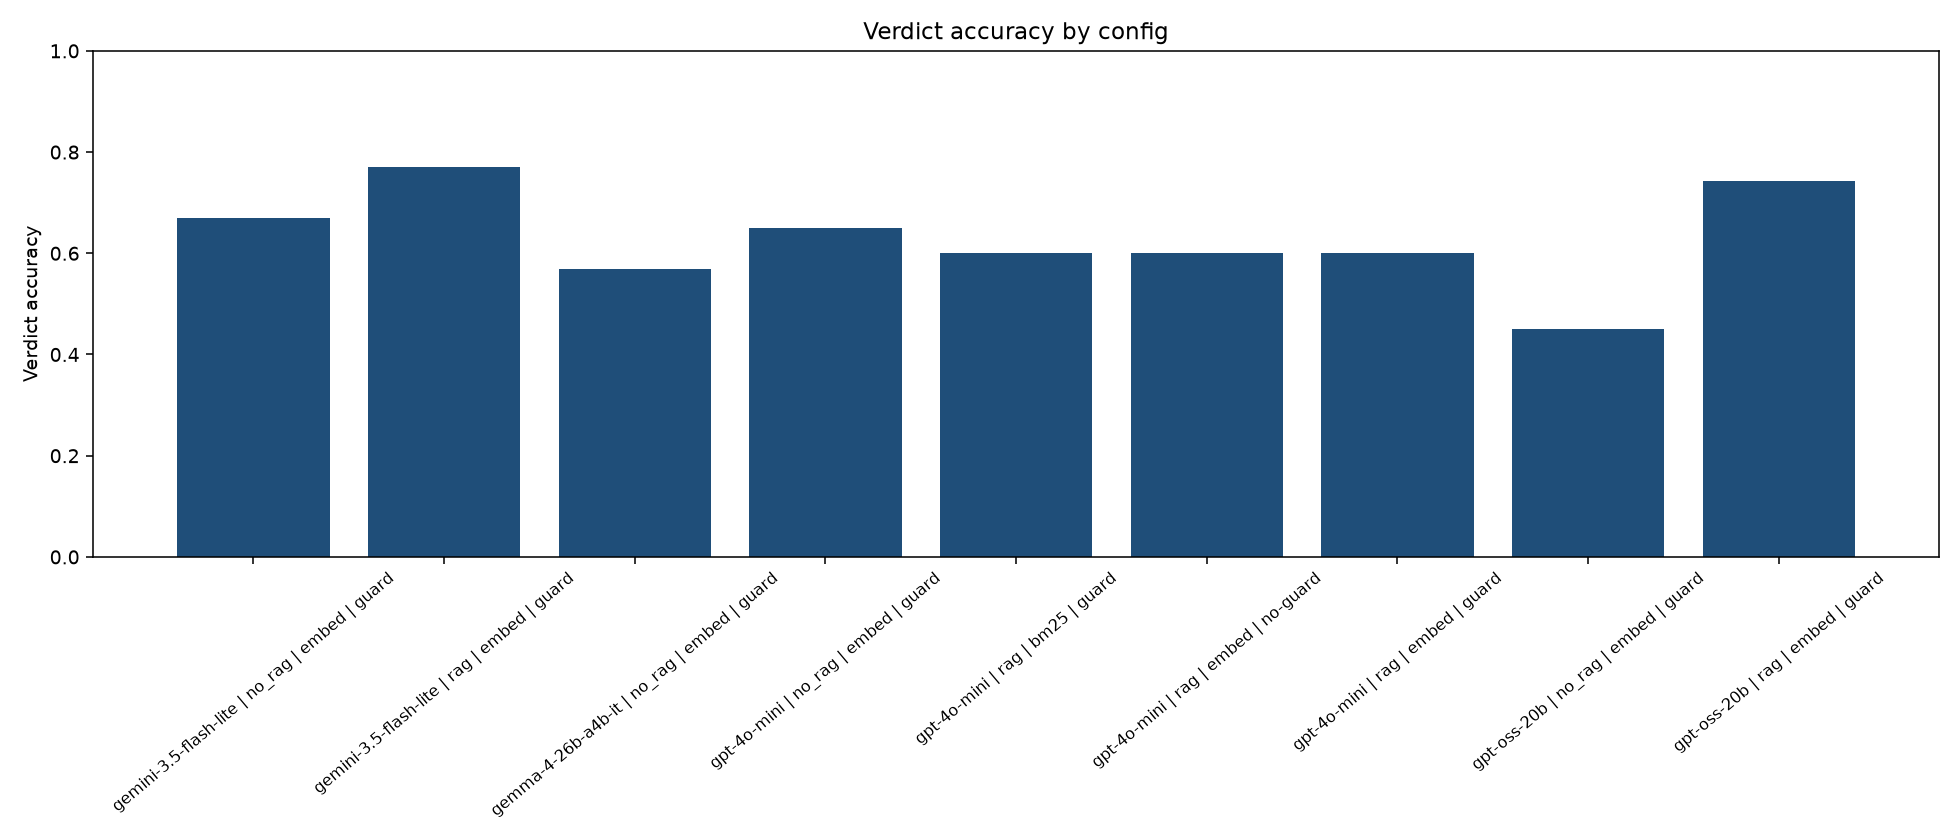 Verdict accuracy by config
Verdict accuracy
1.0
0.8
0.6
0.4
0.2
0.0
gemini-3.5-flash-lite | no_rag | embed | guard
gemini-3.5-flash-lite | rag | embed | guard
gemma-4-26b-a4b-it | no_rag | embed | guard
gpt-4o-mini | no_rag | embed | guard
gpt-4o-mini | rag | bm25 | guard
gpt-4o-mini | rag | embed | no-guard
gpt-4o-mini | rag | embed | guard
gpt-oss-20b | no_rag | embed | guard
gpt-oss-20b | rag | embed | guard